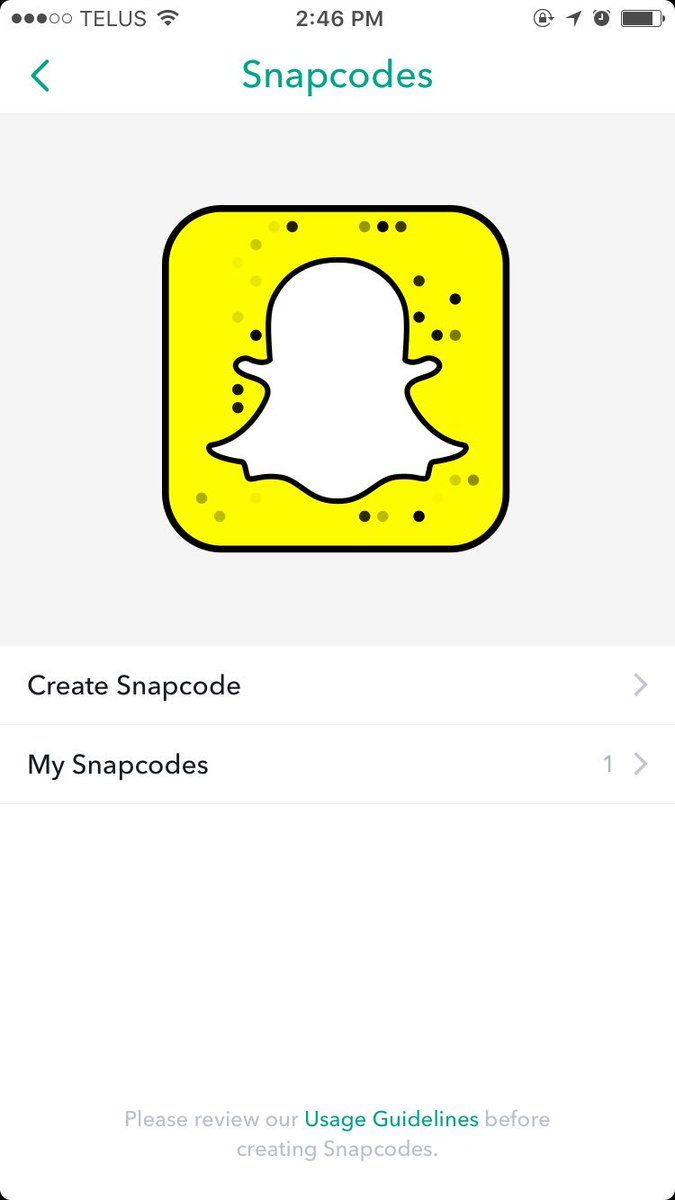 TELUS 2:46 PM
Snapcodes
Create Snapcode
My Snapcodes 1
Please review our Usage Guidelines before
creating Snapcodes.